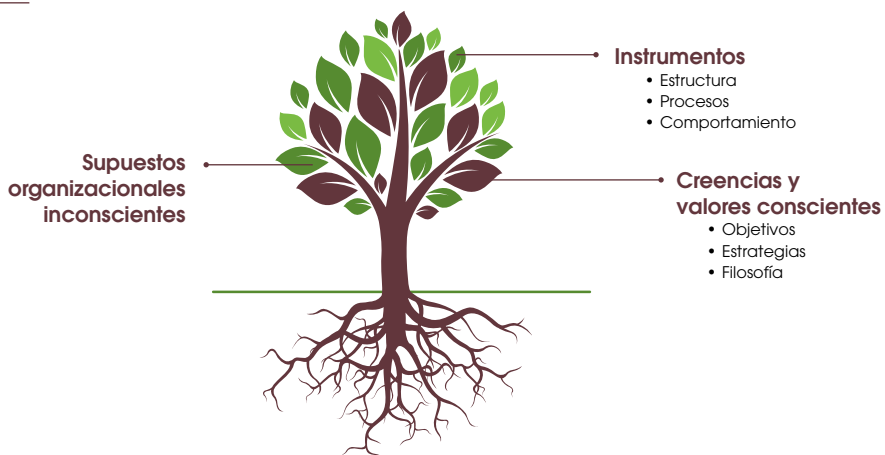 Instrumentos
• Estructura
• Procesos
• Comportamiento
Supuestos
organizacionales
inconscientes
Creencias y
valores conscientes
• Objetivos
• Estrategias
• Filosofía